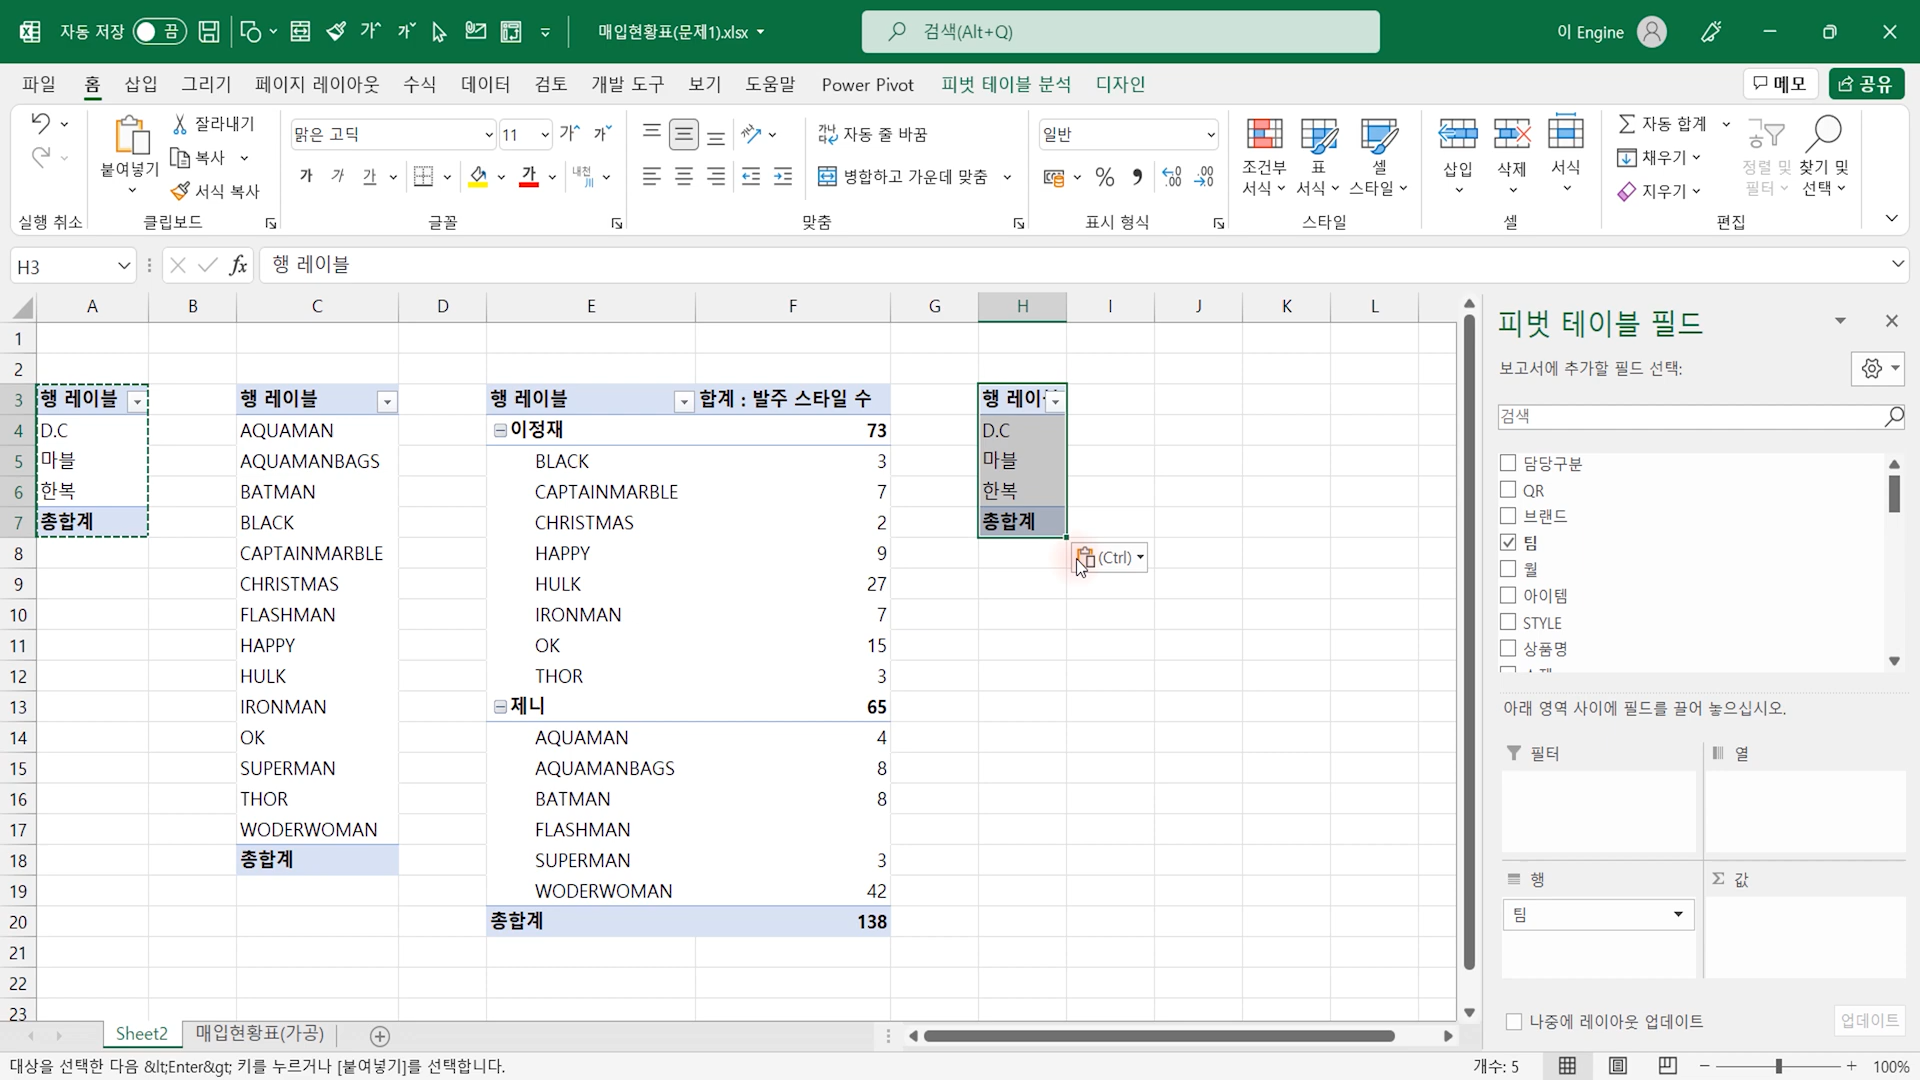 자동 저장 끔 가 가 매입현황표(문제1).xlsx 검색(Alt+Q) 이 Engine
파일 홈 삽입 그리기 페이지 레이아웃 수식 데이터 검토 개발 도구 보기 도움말 Power Pivot 피벗 테이블 분석 디자인 메모 공유
붙여넣기 잘라내기 복사 서식 복사
맑은 고딕 11 가 가
가 가 가 가 내천
자동 줄 바꿈
병합하고 가운데 맞춤
일반
조건부 서식 표 서식 셀 스타일
삽입 삭제 서식
자동 합계 채우기 지우기
정렬 및 필터 찾기 및 선택
실행 취소 클립보드 글꼴 맞춤 표시 형식 스타일 셀 편집
H3 fx 행 레이블
A B C D E F G H I J K L
1
2
3 행 레이블 행 레이블 행 레이블 합계 : 발주 스타일 수 행 레이
4 D.C AQUAMAN 이정재 73 D.C
5 마블 AQUAMANBAGS BLACK 3 마블
6 한복 BATMAN CAPTAINMARBLE 7 한복
7 총합계 BLACK CHRISTMAS 2 총합계
8 CAPTAINMARBLE HAPPY 9 (Ctrl)
9 CHRISTMAS HULK 27
10 FLASHMAN IRONMAN 7
11 HAPPY OK 15
12 HULK THOR 3
13 IRONMAN 제니 65
14 OK AQUAMAN 4
15 SUPERMAN AQUAMANBAGS 8
16 THOR BATMAN 8
17 WODERWOMAN FLASHMAN
18 총합계 SUPERMAN 3
19 WODERWOMAN 42
20 총합계 138
21
22
23
피벗 테이블 필드
보고서에 추가할 필드 선택:
검색
담당구분
QR
브랜드
팀
월
아이템
STYLE
상품명
아래 영역 사이에 필드를 끌어 놓으십시오.
필터 열
행 Σ 값
팀
나중에 레이아웃 업데이트 업데이트
Sheet2 매입현황표(가공)
대상을 선택한 다음 &lt;Enter&gt; 키를 누르거나 [붙여넣기]를 선택합니다. 개수: 5 100%